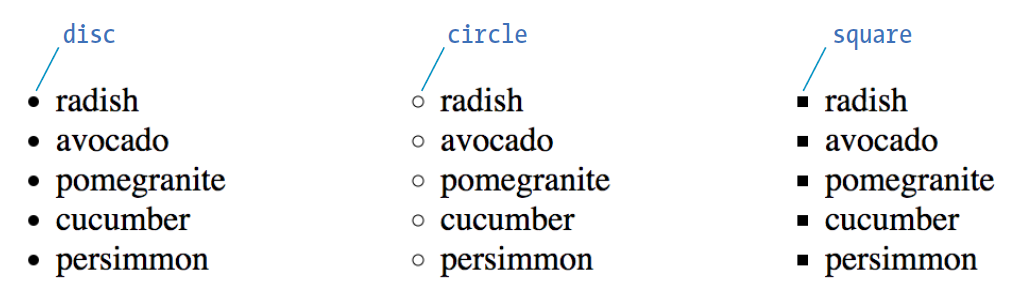 disc
• radish
• avocado
• pomegranite
• cucumber
• persimmon
circle
○ radish
○ avocado
○ pomegranite
○ cucumber
○ persimmon
square
▪ radish
▪ avocado
▪ pomegranite
▪ cucumber
▪ persimmon